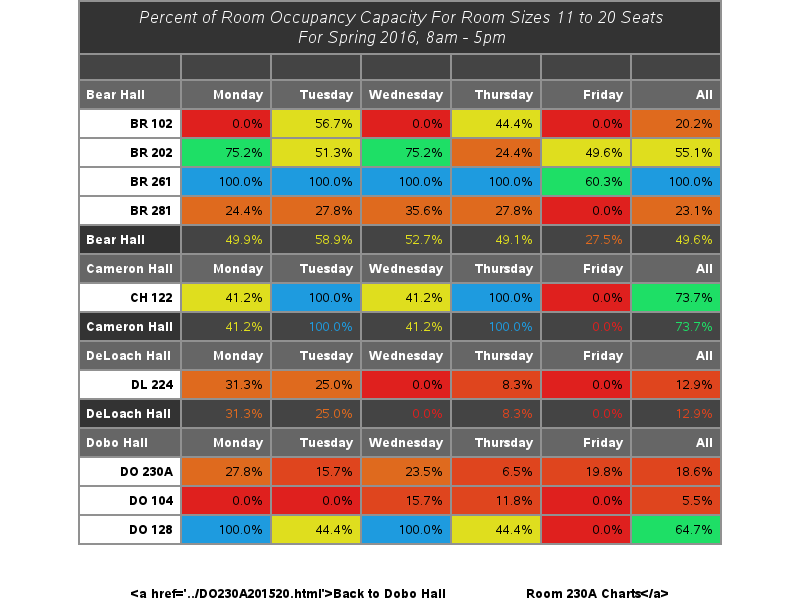 Percent of Room Occupancy Capacity For Room Sizes 11 to 20 Seats
For Spring 2016, 8am - 5pm
Bear Hall Monday Tuesday Wednesday Thursday Friday All
BR 102 0.0% 56.7% 0.0% 44.4% 0.0% 20.2%
BR 202 75.2% 51.3% 75.2% 24.4% 49.6% 55.1%
BR 261 100.0% 100.0% 100.0% 100.0% 60.3% 100.0%
BR 281 24.4% 27.8% 35.6% 27.8% 0.0% 23.1%
Bear Hall 49.9% 58.9% 52.7% 49.1% 27.5% 49.6%
Cameron Hall Monday Tuesday Wednesday Thursday Friday All
CH 122 41.2% 100.0% 41.2% 100.0% 0.0% 73.7%
Cameron Hall 41.2% 100.0% 41.2% 100.0% 0.0% 73.7%
DeLoach Hall Monday Tuesday Wednesday Thursday Friday All
DL 224 31.3% 25.0% 0.0% 8.3% 0.0% 12.9%
DeLoach Hall 31.3% 25.0% 0.0% 8.3% 0.0% 12.9%
Dobo Hall Monday Tuesday Wednesday Thursday Friday All
DO 230A 27.8% 15.7% 23.5% 6.5% 19.8% 18.6%
DO 104 0.0% 0.0% 15.7% 11.8% 0.0% 5.5%
DO 128 100.0% 44.4% 100.0% 44.4% 0.0% 64.7%
<a href='../DO230A201520.html'>Back to Dobo Hall Room 230A Charts</a>